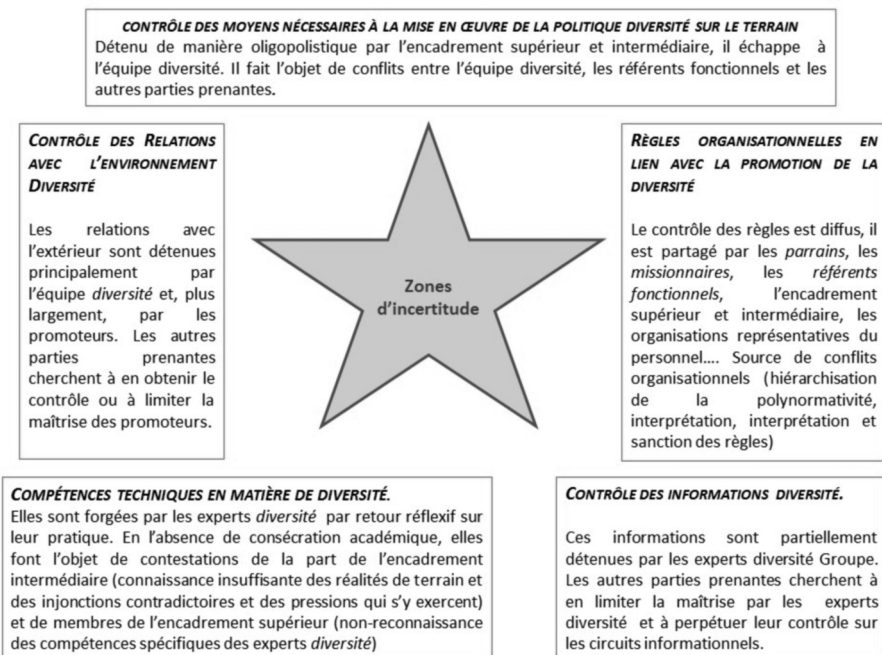 CONTRÔLE DES MOYENS NÉCESSAIRES À LA MISE EN ŒUVRE DE LA POLITIQUE DIVERSITÉ SUR LE TERRAIN
Détenu de manière oligopolistique par l'encadrement supérieur et intermédiaire, il échappe à
l'équipe diversité. Il fait l'objet de conflits entre l'équipe diversité, les référents fonctionnels et les
autres parties prenantes.
CONTRÔLE DES RELATIONS
AVEC L'ENVIRONNEMENT
DIVERSITÉ
Les relations avec
l'extérieur sont détenues
principalement par
l'équipe diversité et, plus
largement, par les
promoteurs. Les autres
parties prenantes
cherchent à en obtenir le
contrôle ou à limiter la
maîtrise des promoteurs.
Zones
d'incertitude
RÈGLES ORGANISATIONNELLES EN
LIEN AVEC LA PROMOTION DE LA
DIVERSITÉ
Le contrôle des règles est diffus, il
est partagé par les parrains, les
missionnaires, les référents
fonctionnels, l'encadrement
supérieur et intermédiaire, les
organisations représentatives du
personnel…. Source de conflits
organisationnels (hiérarchisation
de la polynormativité,
interprétation, interprétation et
sanction des règles)
COMPÉTENCES TECHNIQUES EN MATIÈRE DE DIVERSITÉ.
Elles sont forgées par les experts diversité par retour réflexif sur
leur pratique. En l'absence de consécration académique, elles
font l'objet de contestations de la part de l'encadrement
intermédiaire (connaissance insuffisante des réalités de terrain et
des injonctions contradictoires et des pressions qui s'y exercent)
et de membres de l'encadrement supérieur (non-reconnaissance
des compétences spécifiques des experts diversité)
CONTRÔLE DES INFORMATIONS DIVERSITÉ.
Ces informations sont partiellement
détenues par les experts diversité Groupe.
Les autres parties prenantes cherchent à
en limiter la maîtrise par les experts
diversité et à perpétuer leur contrôle sur
les circuits informationnels.